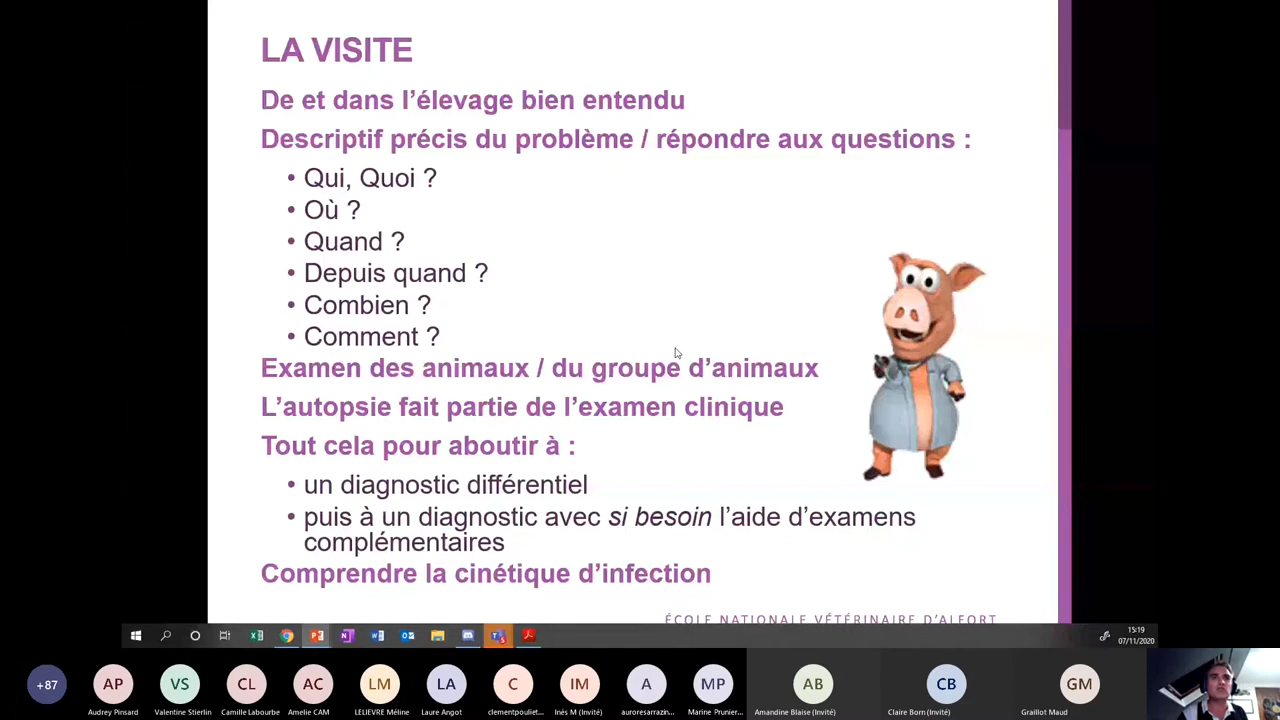 LA VISITE
De et dans l’élevage bien entendu
Descriptif précis du problème / répondre aux questions :
• Qui, Quoi ?
• Où ?
• Quand ?
• Depuis quand ?
• Combien ?
• Comment ?
Examen des animaux / du groupe d’animaux
L’autopsie fait partie de l’examen clinique
Tout cela pour aboutir à :
• un diagnostic différentiel
• puis à un diagnostic avec si besoin l’aide d’examens
complémentaires
Comprendre la cinétique d’infection
ÉCOLE NATIONALE VÉTÉRINAIRE D’ALFORT
15:19
07/11/2020
+87 AP VS CL AC LM LA C IM A MP AB CB GM
Audrey Pinsard Valentine Stierlin Camille Labourbe Amelie CAM LELIEVRE Méline Laure Angot clementpouliet... Inès M (Invité) auroresarrazin... Marine Prunier... Amandine Blaise (Invité) Claire Born (Invité) Graillot Maud